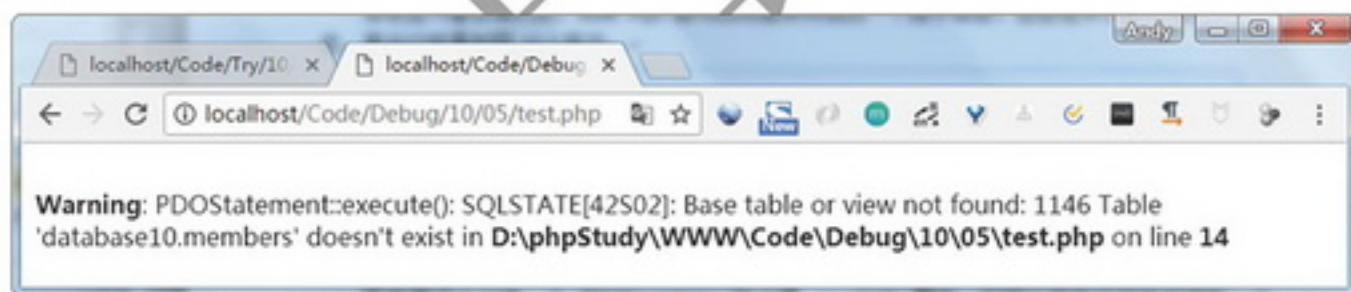 Andy
localhost/Code/Try/10
localhost/Code/Debug
localhost/Code/Debug/10/05/test.php
New
Warning: PDOStatement::execute(): SQLSTATE[42S02]: Base table or view not found: 1146 Table
'database10.members' doesn't exist in D:\phpStudy\WWW\Code\Debug\10\05\test.php on line 14